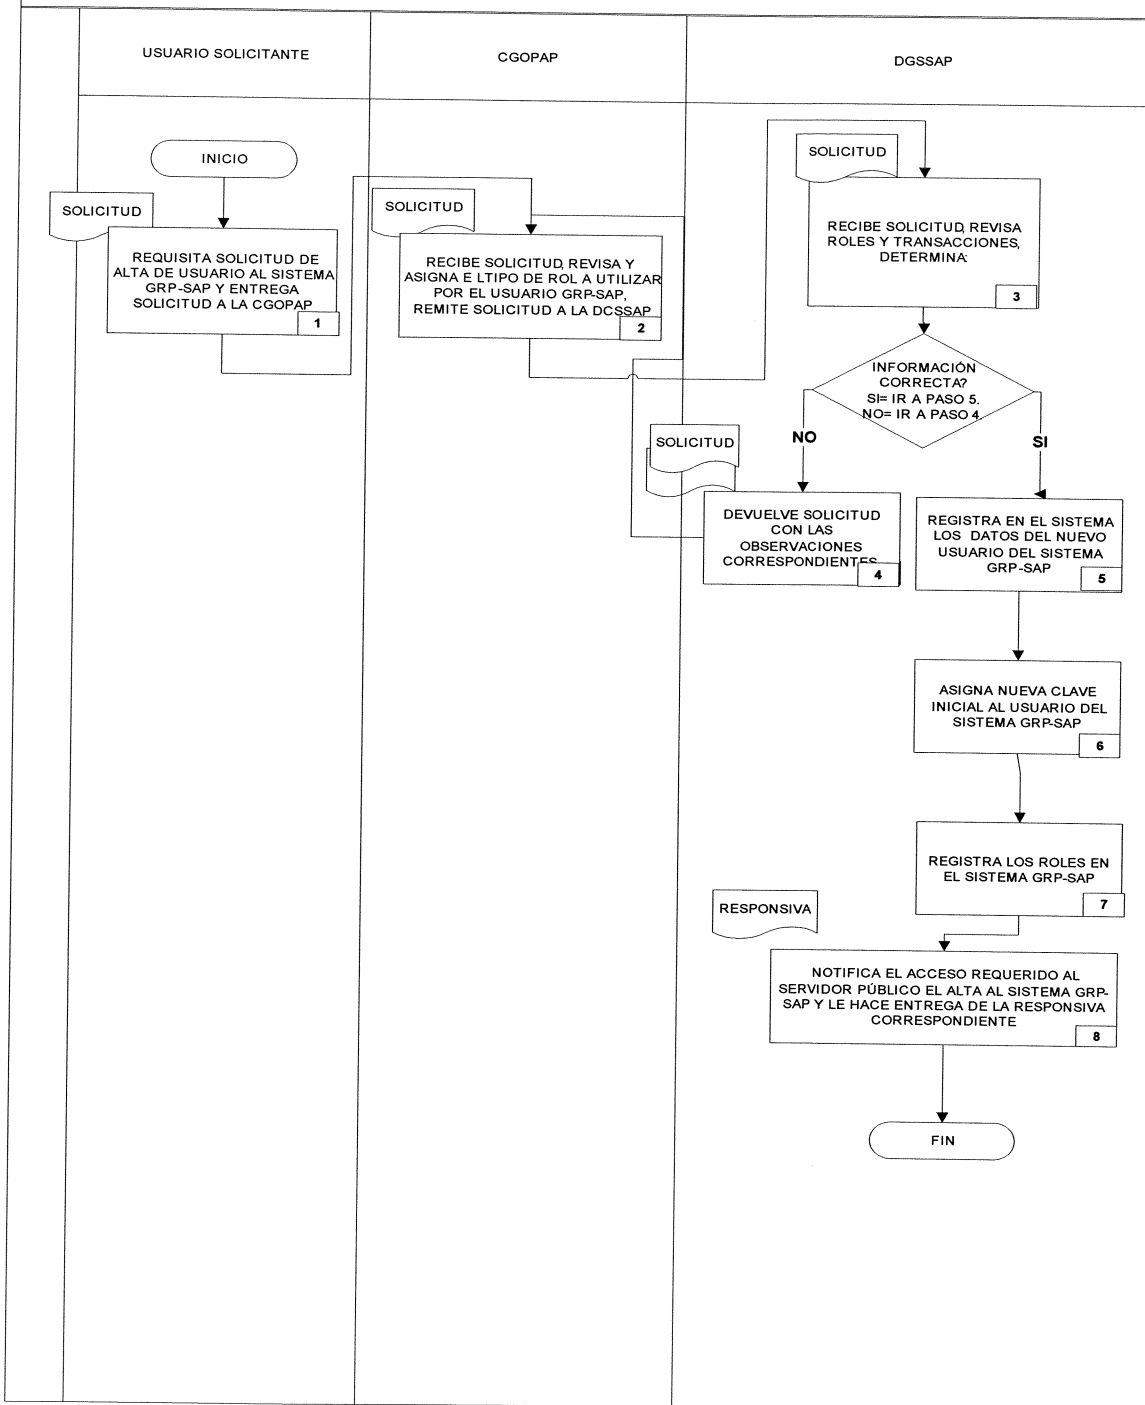 USUARIO SOLICITANTE
CGOPAP
DGSSAP
INICIO
SOLICITUD
REQUISITA SOLICITUD DE
ALTA DE USUARIO AL SISTEMA
GRP-SAP Y ENTREGA
SOLICITUD A LA CGOPAP
1
SOLICITUD
RECIBE SOLICITUD, REVISA Y
ASIGNA E LTIPO DE ROL A UTILIZAR
POR EL USUARIO GRP-SAP,
REMITE SOLICITUD A LA DCSSAP
2
SOLICITUD
RECIBE SOLICITUD, REVISA
ROLES Y TRANSACCIONES,
DETERMINA:
3
INFORMACIÓN
CORRECTA?
SI= IR A PASO 5.
NO= IR A PASO 4.
NO
SI
SOLICITUD
DEVUELVE SOLICITUD
CON LAS
OBSERVACIONES
CORRESPONDIENTES
4
REGISTRA EN EL SISTEMA
LOS DATOS DEL NUEVO
USUARIO DEL SISTEMA
GRP-SAP
5
ASIGNA NUEVA CLAVE
INICIAL AL USUARIO DEL
SISTEMA GRP-SAP
6
REGISTRA LOS ROLES EN
EL SISTEMA GRP-SAP
7
RESPONSIVA
NOTIFICA EL ACCESO REQUERIDO AL
SERVIDOR PÚBLICO EL ALTA AL SISTEMA GRP-
SAP Y LE HACE ENTREGA DE LA RESPONSIVA
CORRESPONDIENTE
8
FIN